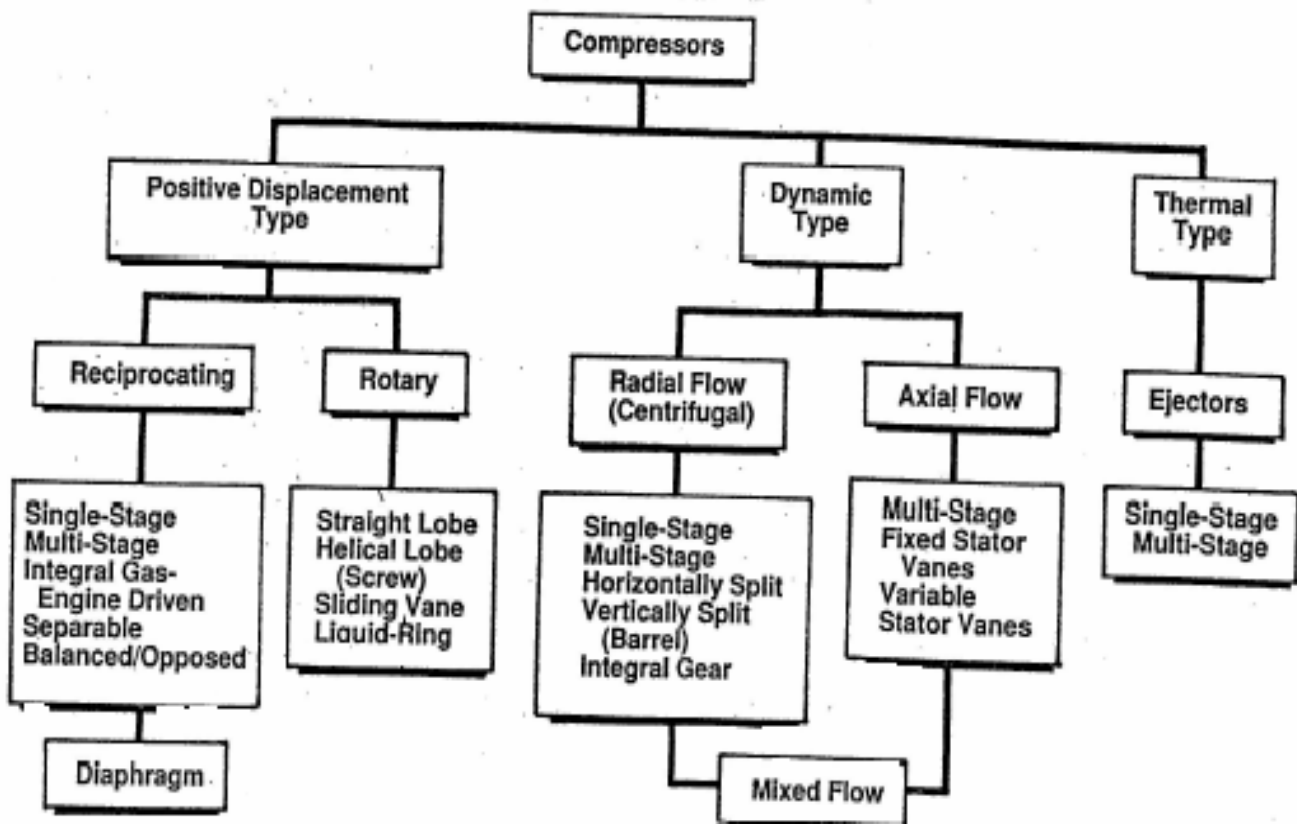 Compressors
Positive Displacement
Type
Dynamic
Type
Thermal
Type
Reciprocating
Rotary
Radial Flow
(Centrifugal)
Axial Flow
Ejectors
Single-Stage
Multi-Stage
Integral Gas-
Engine Driven
Separable
Balanced/Opposed
Straight Lobe
Helical Lobe
(Screw)
Sliding Vane
Liquid-Ring
Single-Stage
Multi-Stage
Horizontally Split
Vertically Split
(Barrel)
Integral Gear
Multi-Stage
Fixed Stator
Vanes
Variable
Stator Vanes
Single-Stage
Multi-Stage
Diaphragm
Mixed Flow